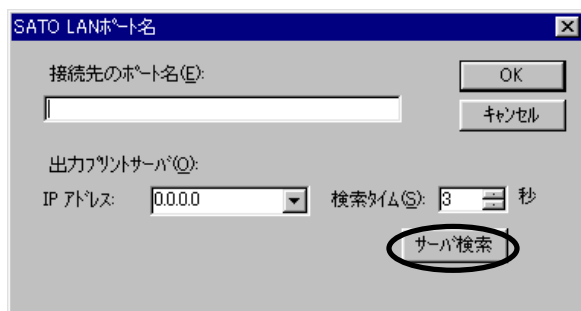 SATO LANﾎﾟｰﾄ名
接続先のﾎﾟｰﾄ名(E):
OK
ｷｬﾝｾﾙ
出力ﾌﾟﾘﾝﾄｻｰﾊﾞ(O):
IP ｱﾄﾞﾚｽ: 0.0.0.0 検索ﾀｲﾑ(S): 3 秒
ｻｰﾊﾞ検索